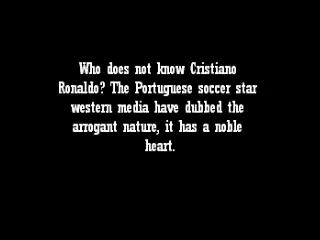 Who does not know Cristiano
Ronaldo? The Portuguese soccer star
western media have dubbed the
arrogant nature, it has a noble
heart.